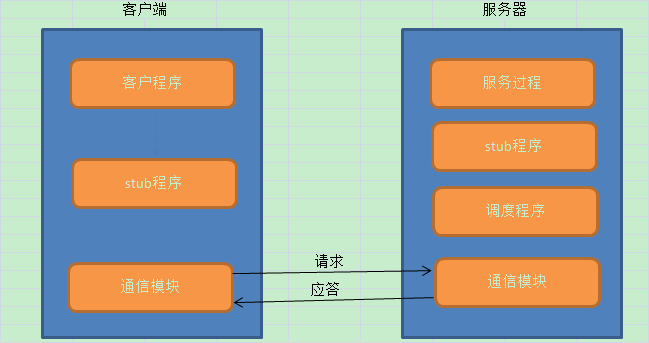 客户端
客户程序
stub程序
通信模块
请求
应答
服务器
服务过程
stub程序
调度程序
通信模块